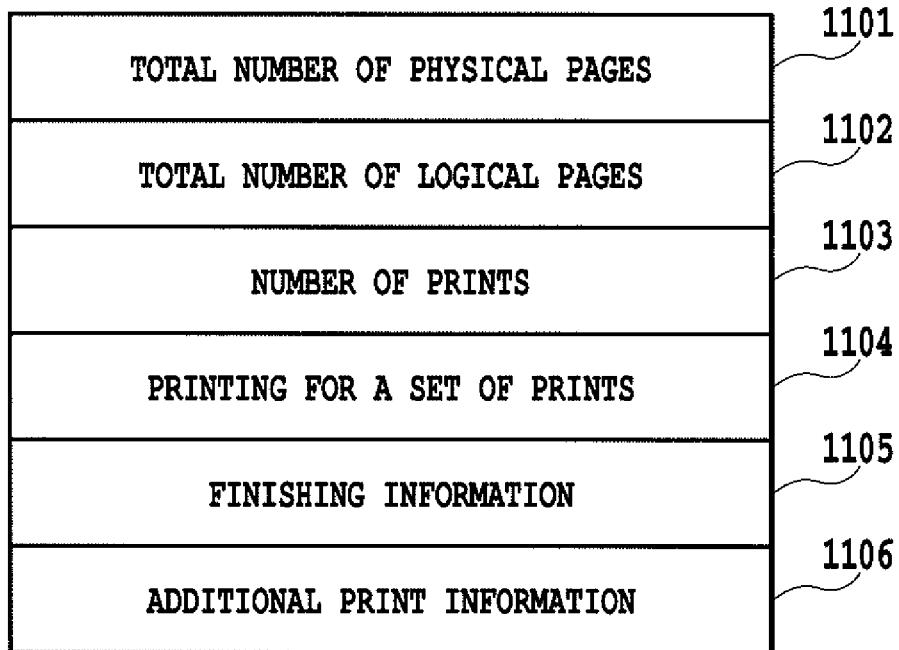 1101
TOTAL NUMBER OF PHYSICAL PAGES
1102
TOTAL NUMBER OF LOGICAL PAGES
1103
NUMBER OF PRINTS
1104
PRINTING FOR A SET OF PRINTS
1105
FINISHING INFORMATION
1106
ADDITIONAL PRINT INFORMATION